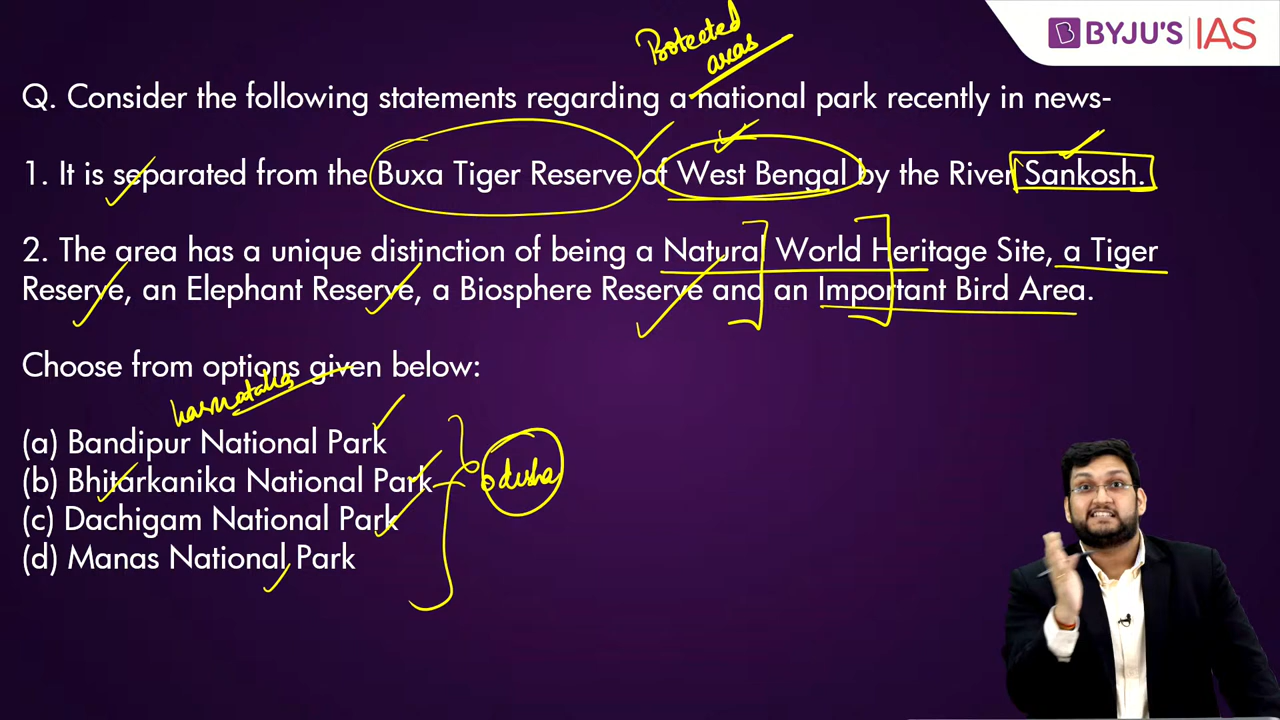 BYJU'S IAS
Protected
areas
Q. Consider the following statements regarding a national park recently in news-
1. It is separated from the Buxa Tiger Reserve of West Bengal by the River Sankosh.
2. The area has a unique distinction of being a Natural World Heritage Site, a Tiger
Reserve, an Elephant Reserve, a Biosphere Reserve and an Important Bird Area.
Choose from options given below:
Karnataka
(a) Bandipur National Park
(b) Bhitarkanika National Park
Odisha
(c) Dachigam National Park
(d) Manas National Park